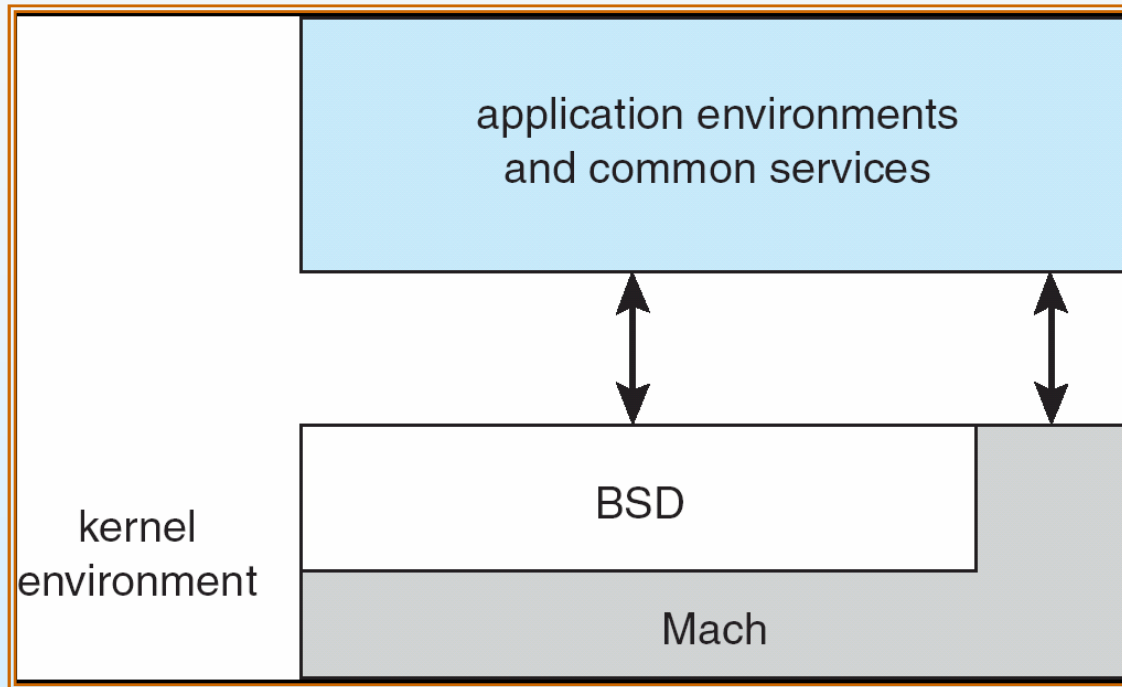 application environments
and common services
BSD
kernel
environment
Mach